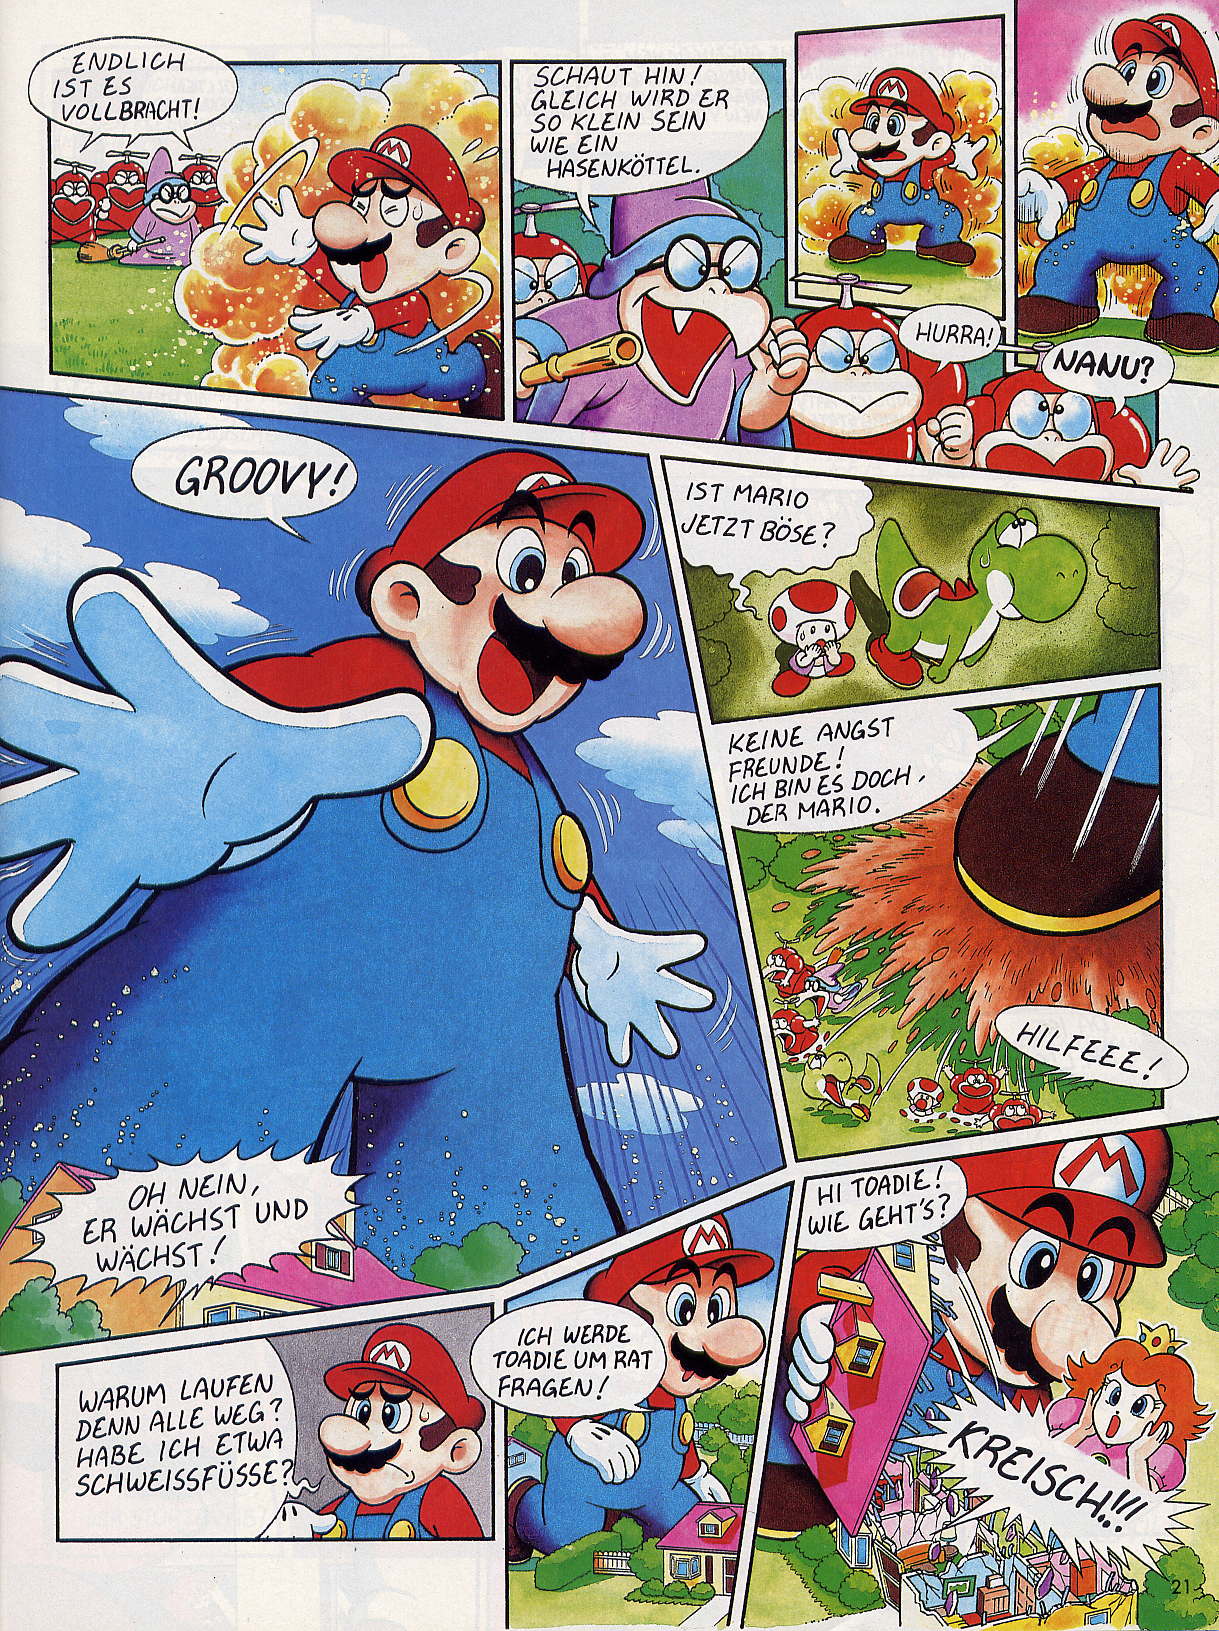 ENDLICH
IST ES
VOLLBRACHT!
SCHAUT HIN!
GLEICH WIRD ER
SO KLEIN SEIN
WIE EIN
HASENKÖTTEL.
HURRA!
NANU?
GROOVY!
OH NEIN,
ER WÄCHST UND
WÄCHST!
IST MARIO
JETZT BÖSE?
KEINE ANGST
FREUNDE!
ICH BIN ES DOCH,
DER MARIO.
HILFEEE!
WARUM LAUFEN
DENN ALLE WEG?
HABE ICH ETWA
SCHWEISSFÜSSE?
ICH WERDE
TOADIE UM RAT
FRAGEN!
HI TOADIE!
WIE GEHT'S?
KREISCH!!!
21